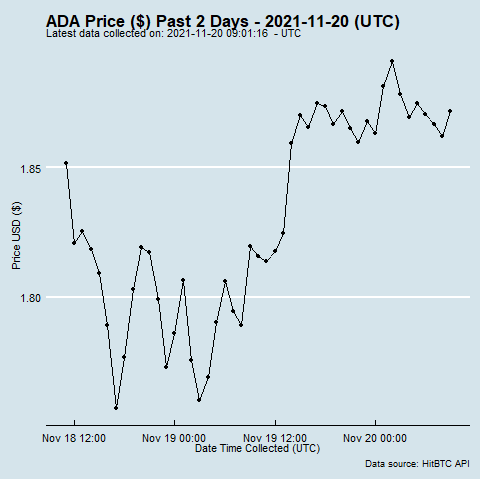 ADA Price ($) Past 2 Days - 2021-11-20 (UTC)
Latest data collected on: 2021-11-20 09:01:16  - UTC
1.85
Price USD ($)
1.80
Nov 18 12:00
Nov 19 00:00
Nov 19 12:00
Nov 20 00:00
Date Time Collected (UTC)
Data source: HitBTC API